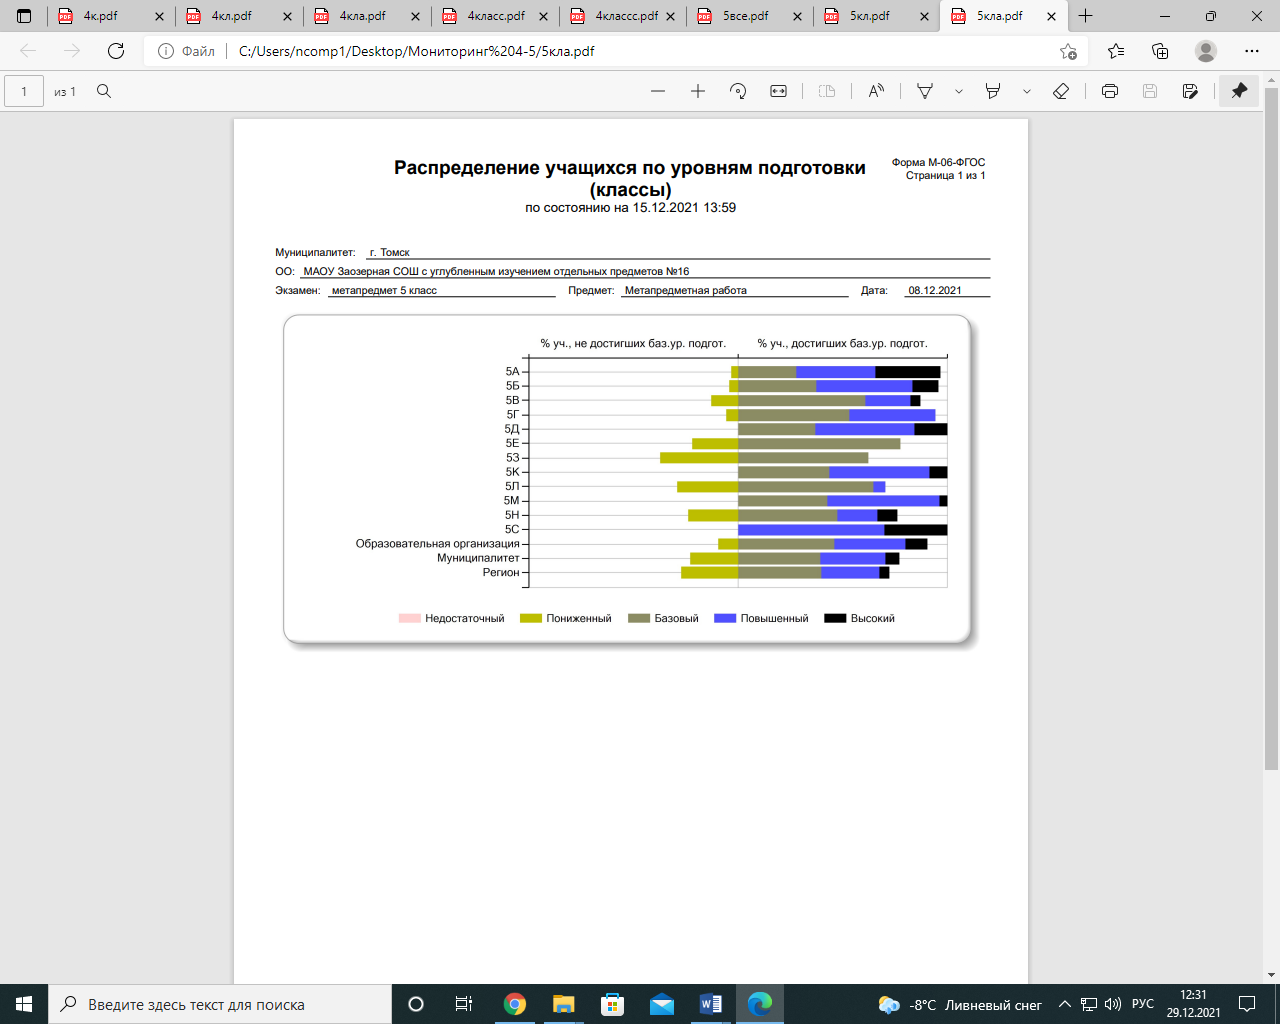 4к.pdf
4кл.pdf
4кла.pdf
4класс.pdf
4классс.pdf
5все.pdf
5кл.pdf
5кла.pdf
Файл
C:/Users/ncomp1/Desktop/Мониторинг%204-5/5кла.pdf
1 из 1
Распределение учащихся по уровням подготовки
(классы)
по состоянию на 15.12.2021 13:59
Форма М-06-ФГОС
Страница 1 из 1
Муниципалитет: г. Томск
ОО: МАОУ Заозерная СОШ с углубленным изучением отдельных предметов №16
Экзамен: метапредмет 5 класс Предмет: Метапредметная работа Дата: 08.12.2021
% уч., не достигших баз.ур. подгот. % уч., достигших баз.ур. подгот.
5А
5Б
5В
5Г
5Д
5Е
5З
5К
5Л
5М
5Н
5С
Образовательная организация
Муниципалитет
Регион
Недостаточный Пониженный Базовый Повышенный Высокий
Введите здесь текст для поиска
-8°C Ливневый снег
РУС
12:31
29.12.2021